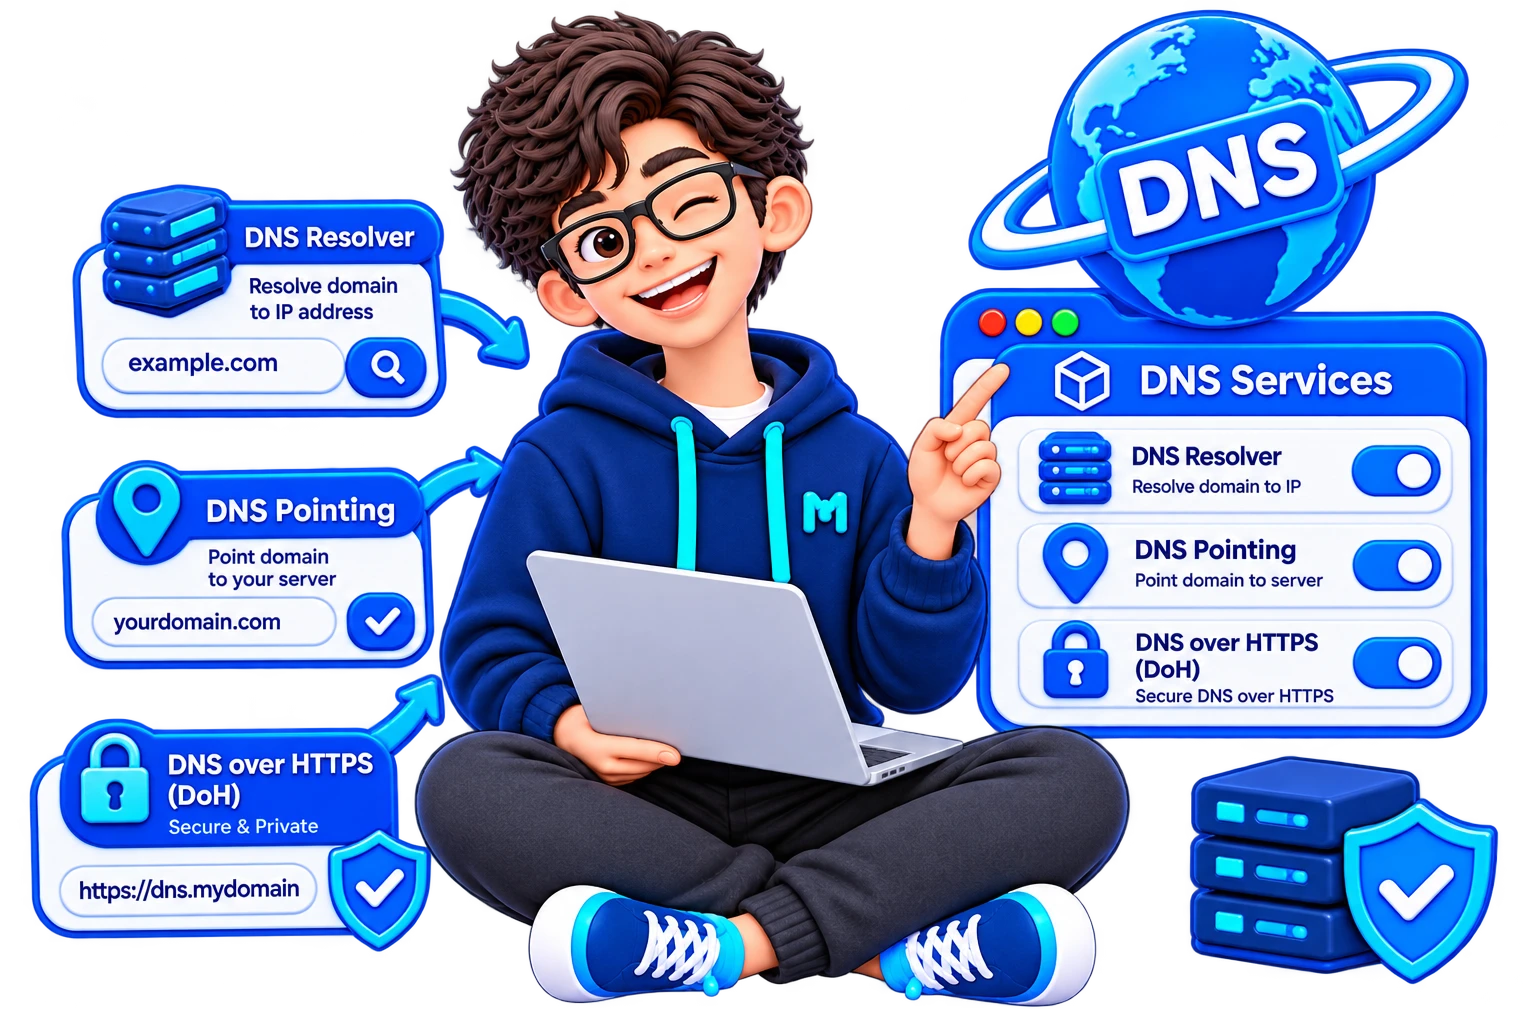 DNS Resolver
Resolve domain
to IP address
example.com
DNS Pointing
Point domain
to your server
yourdomain.com
DNS over HTTPS
(DoH)
Secure & Private
https://dns.mydomain
M
DNS
DNS Services
DNS Resolver
Resolve domain to IP
DNS Pointing
Point domain to server
DNS over HTTPS
(DoH)
Secure DNS over HTTPS